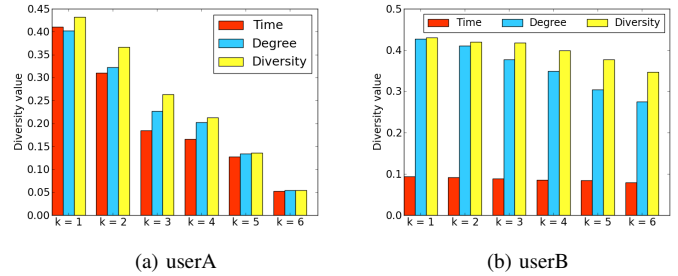 0.45
0.40
0.35
0.30
0.25
0.20
0.15
0.10
0.05
0.00
Diversity value
Time
Degree
Diversity
k = 1 k = 2 k = 3 k = 4 k = 5 k = 6
(a) userA
0.5
0.4
0.3
0.2
0.1
0.0
Diversity value
Time Degree Diversity
k = 1 k = 2 k = 3 k = 4 k = 5 k = 6
(b) userB